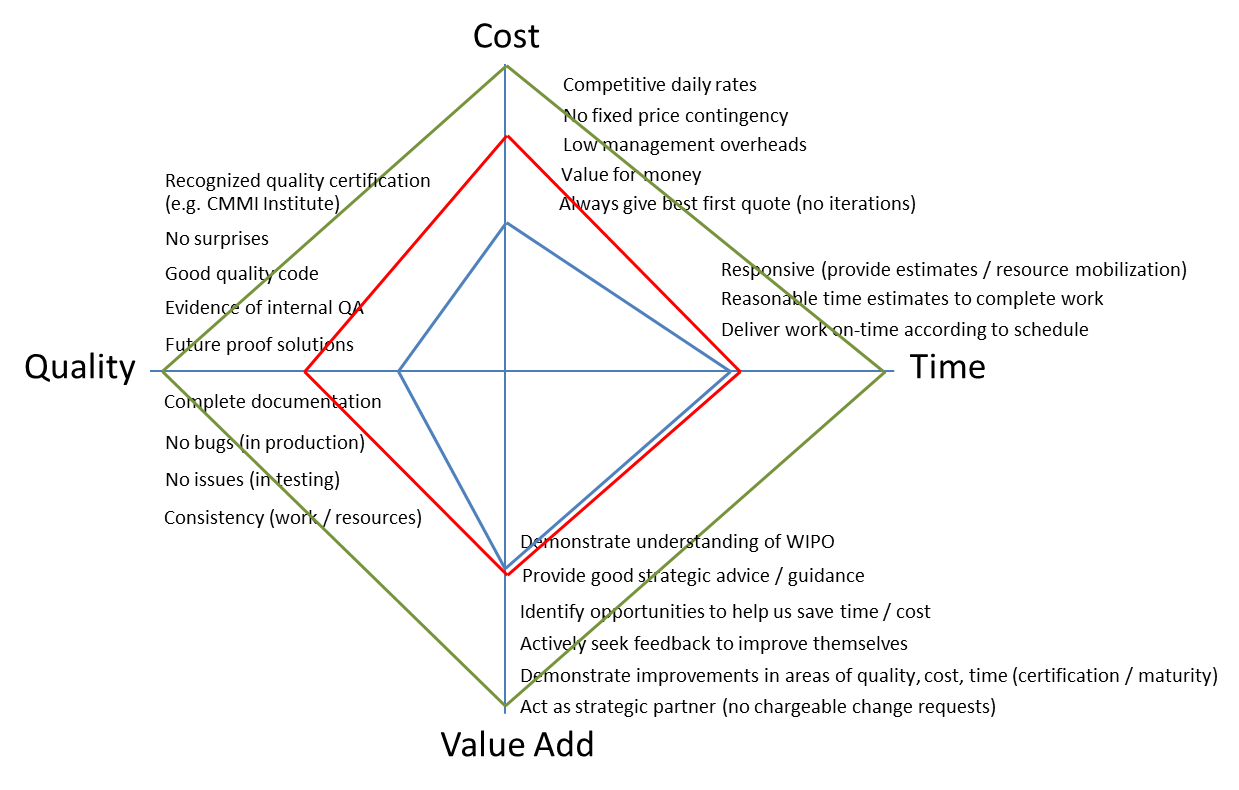 Cost
Competitive daily rates
No fixed price contingency
Low management overheads
Value for money
Always give best first quote (no iterations)
Recognized quality certification
(e.g. CMMI Institute)
No surprises
Good quality code
Evidence of internal QA
Future proof solutions
Quality
Complete documentation
No bugs (in production)
No issues (in testing)
Consistency (work / resources)
Responsive (provide estimates / resource mobilization)
Reasonable time estimates to complete work
Deliver work on-time according to schedule
Time
Demonstrate understanding of WIPO
Provide good strategic advice / guidance
Identify opportunities to help us save time / cost
Actively seek feedback to improve themselves
Demonstrate improvements in areas of quality, cost, time (certification / maturity)
Act as strategic partner (no chargeable change requests)
Value Add